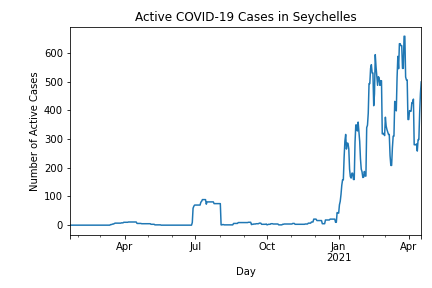 Active COVID-19 Cases in Seychelles
Number of Active Cases
600
500
400
300
200
100
0
Apr
Jul
Oct
Jan
2021
Apr
Day